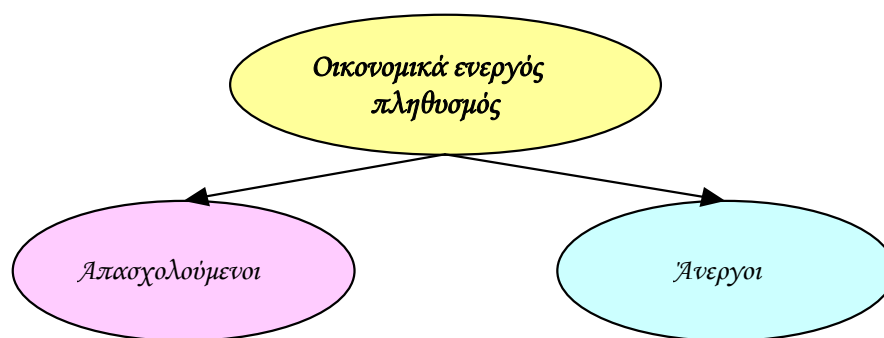 Οικονομικά ενεργός
πληθυσμός
Απασχολούμενοι
Άνεργοι